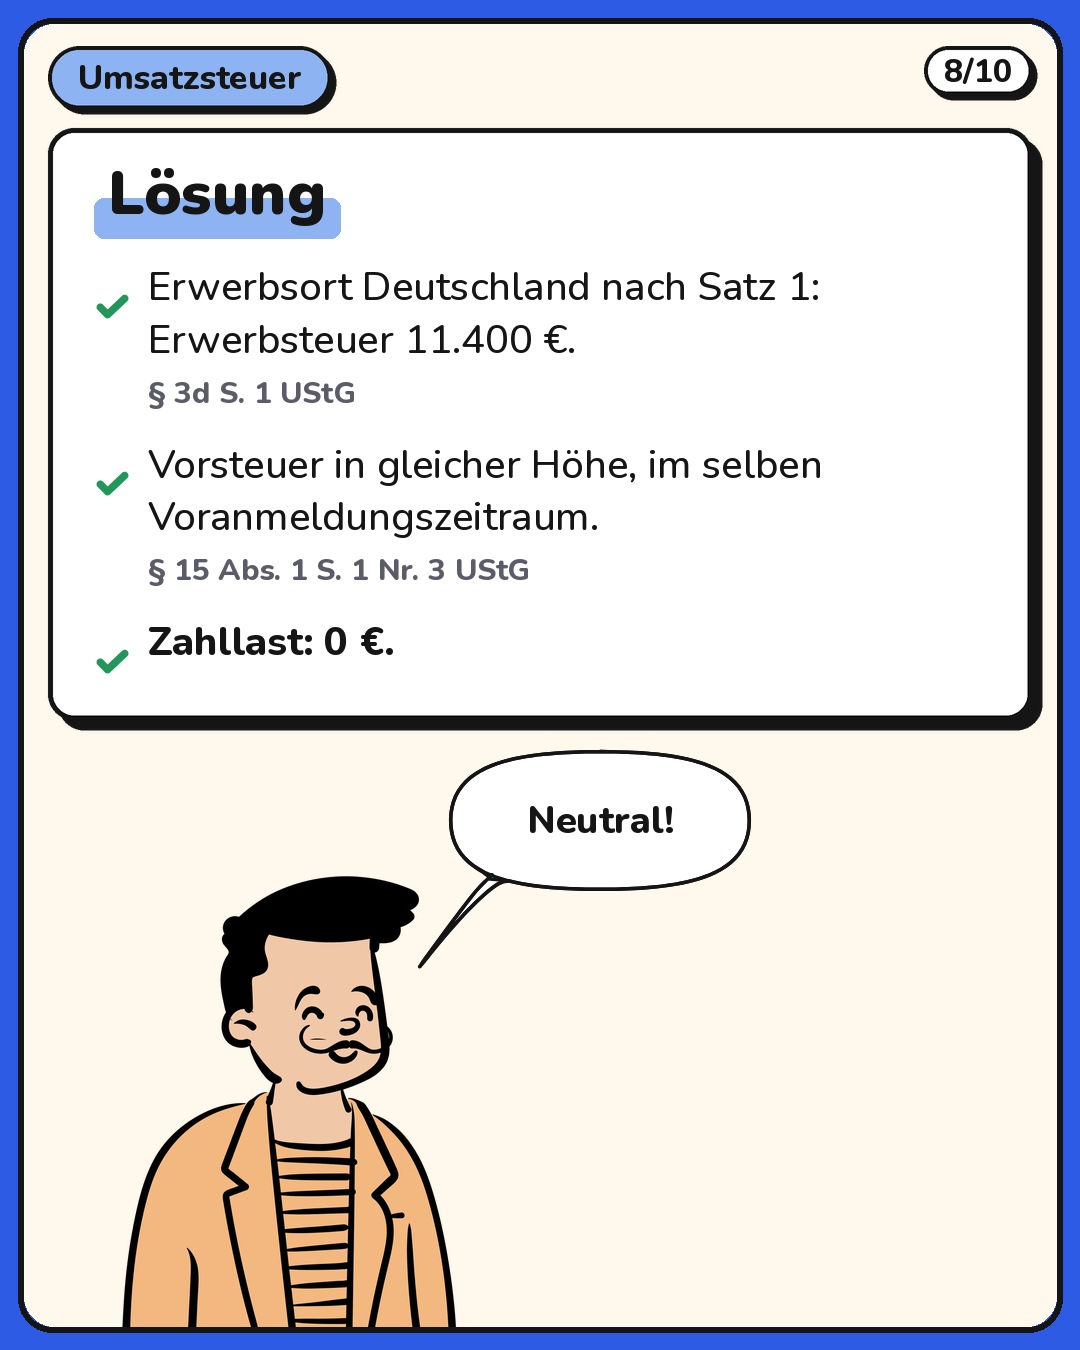 Umsatzsteuer
8/10
Lösung
Erwerbsort Deutschland nach Satz 1:
Erwerbsteuer 11.400 €.
§ 3d S. 1 UStG
Vorsteuer in gleicher Höhe, im selben
Voranmeldungszeitraum.
§ 15 Abs. 1 S. 1 Nr. 3 UStG
Zahllast: 0 €.
Neutral!